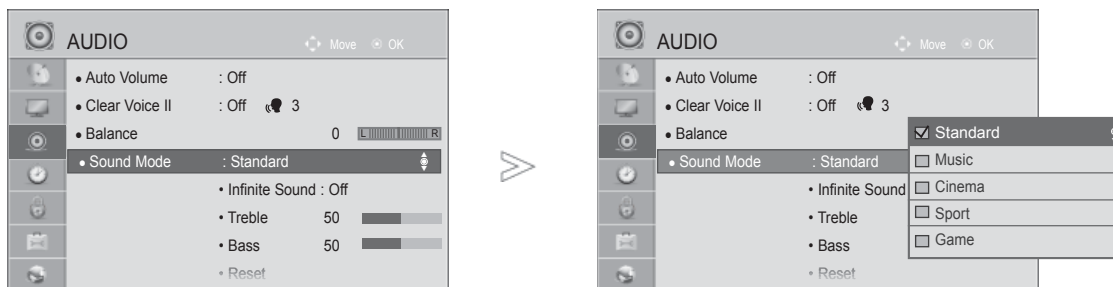 AUDIO Move OK
• Auto Volume : Off
• Clear Voice II : Off 3
• Balance 0 L R
• Sound Mode : Standard
• Infinite Sound : Off
• Treble 50
• Bass 50
• Reset
AUDIO Move OK
• Auto Volume : Off
• Clear Voice II : Off 3
• Balance
• Sound Mode : Standard
• Infinite Sound
• Treble
• Bass
• Reset
Standard
Music
Cinema
Sport
Game